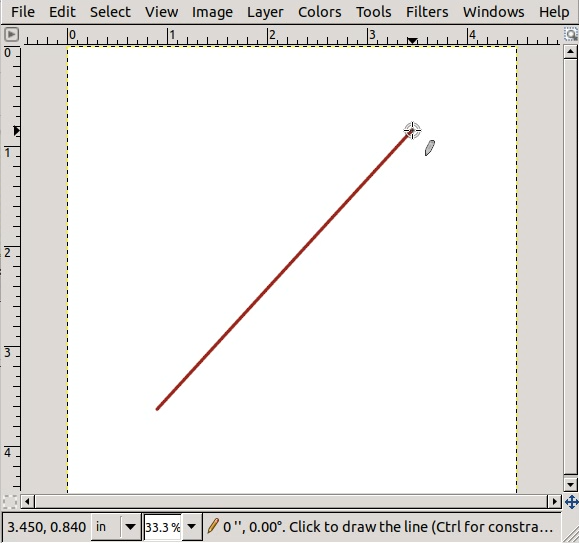 File Edit Select View Image Layer Colors Tools Filters Windows Help
0 1 2 3 4
0
1
2
3
4
3.450, 0.840 in 33.3 % 0 ", 0.00°. Click to draw the line (Ctrl for constra...